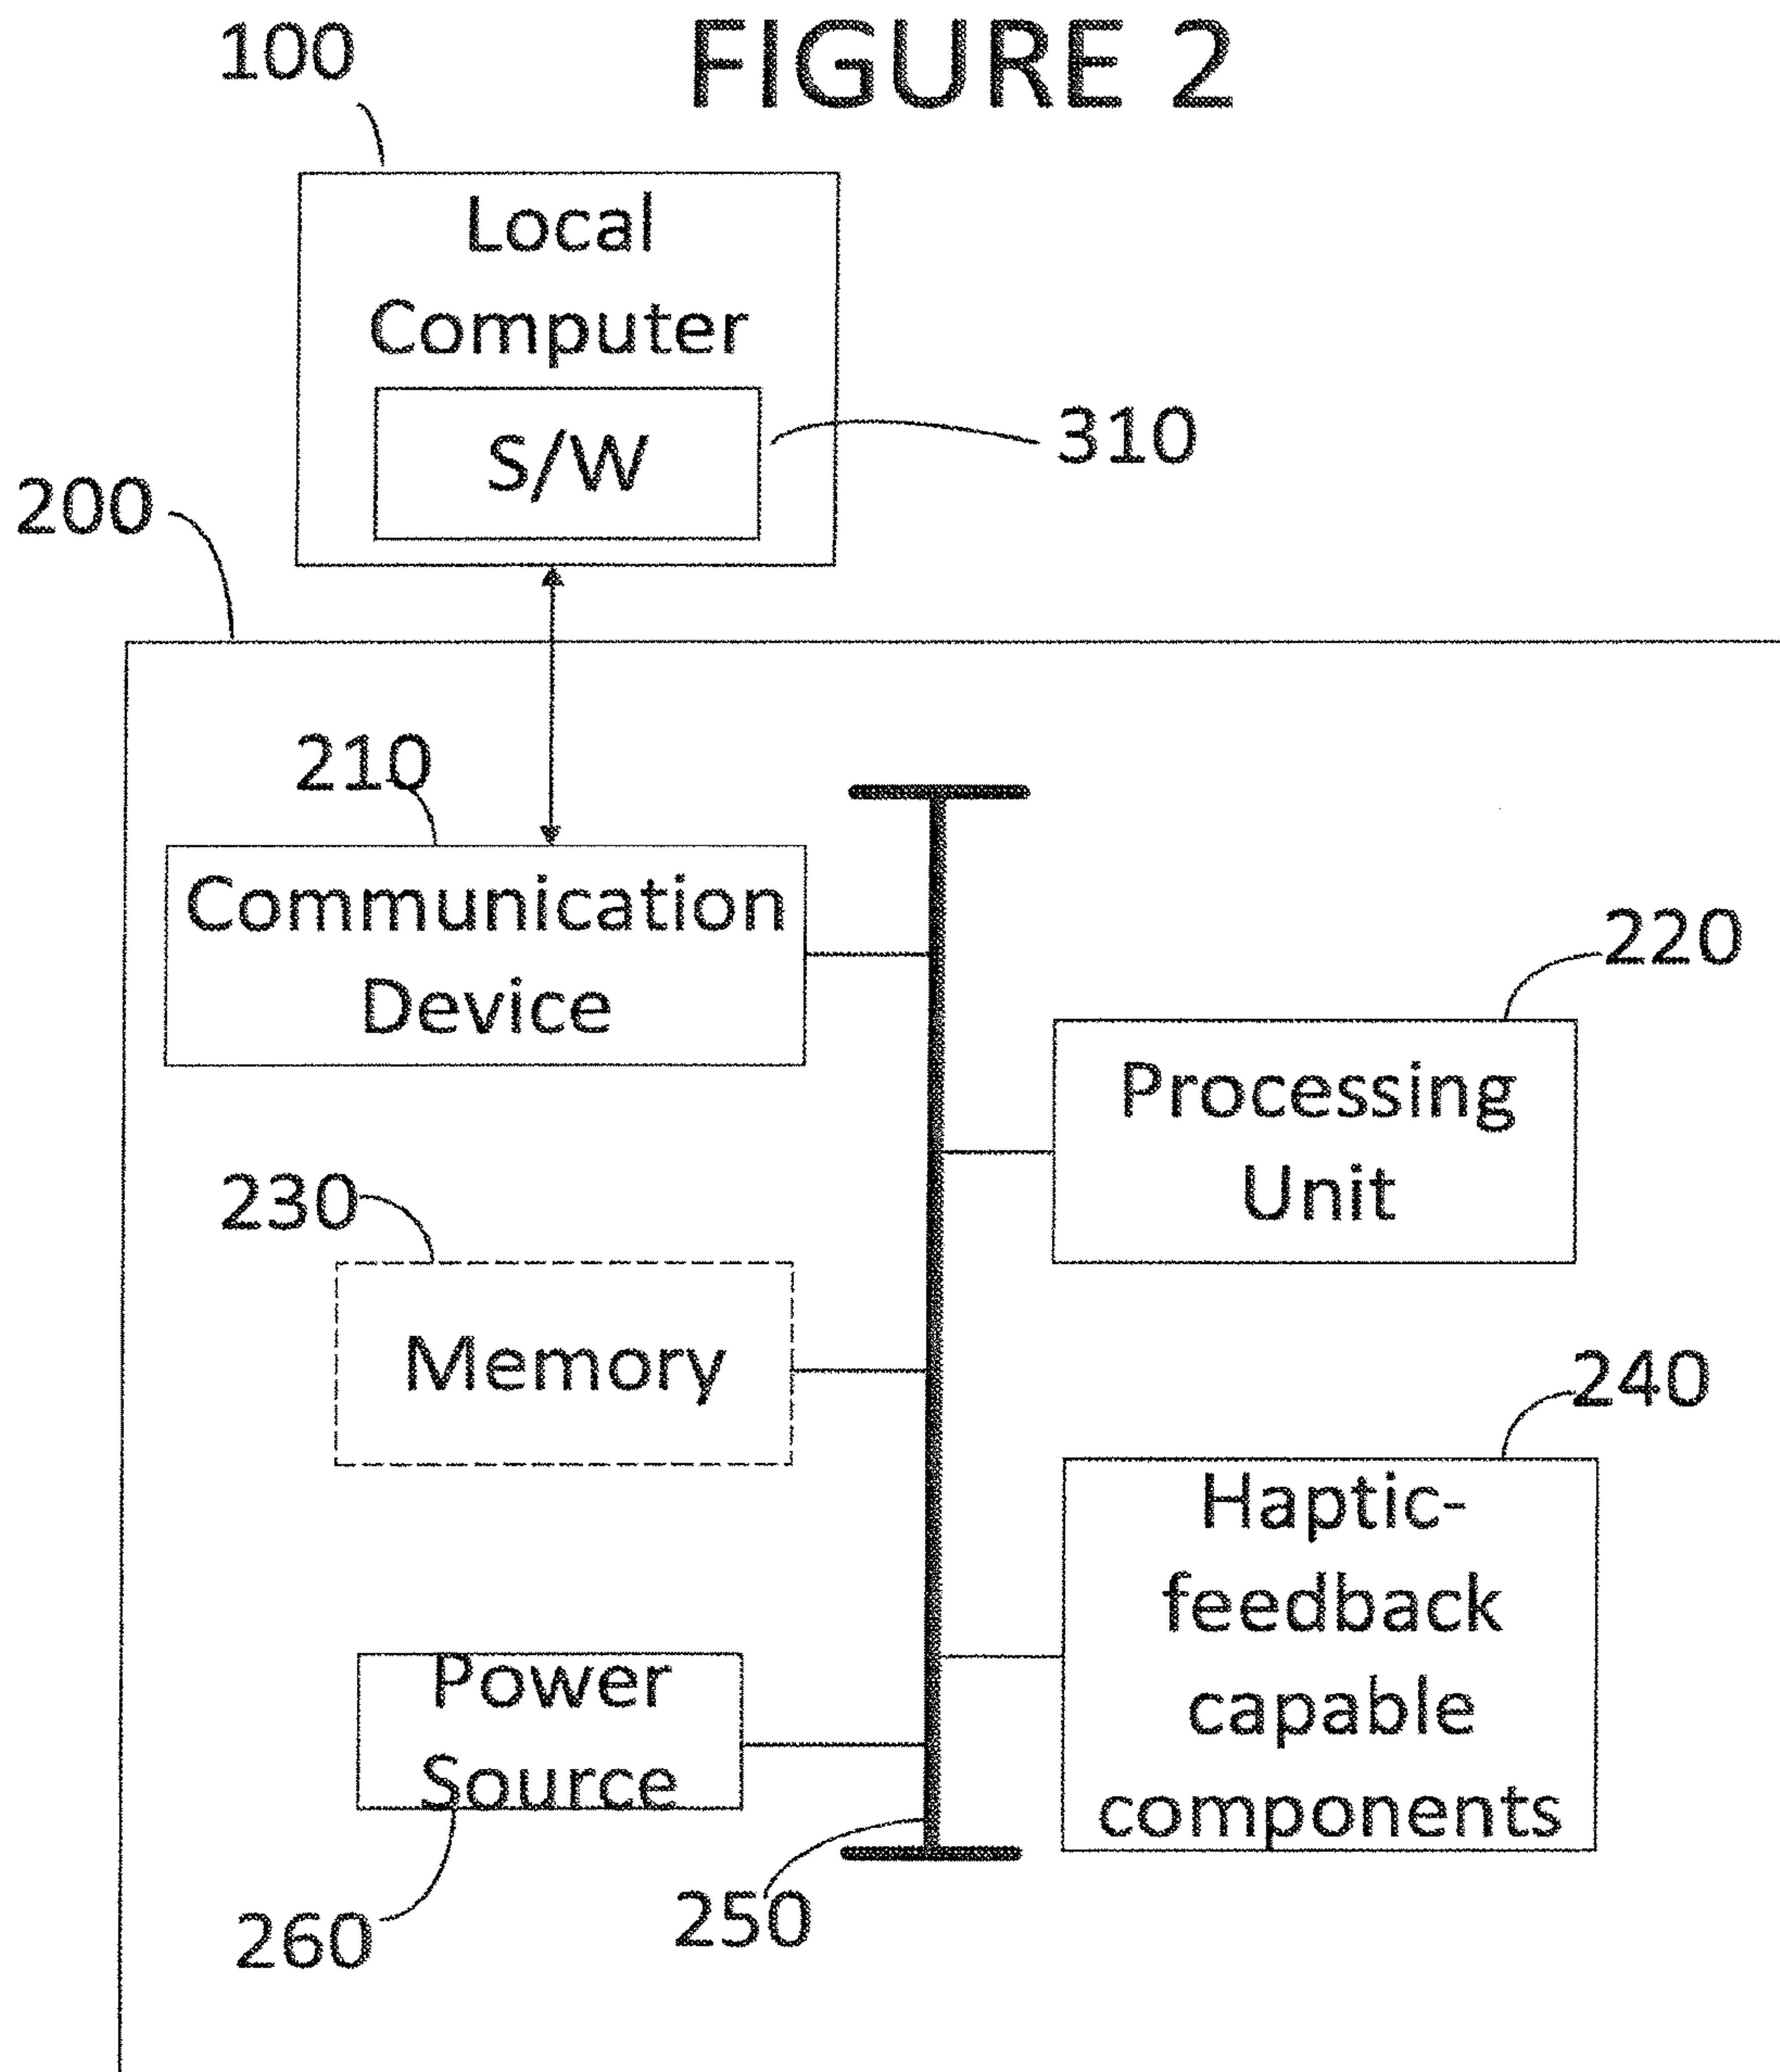 FIGURE 2
100
Local
Computer
S/W
310
200
210
Communication
Device
220
Processing
Unit
230
Memory
240
Haptic-
feedback
capable
components
Power
Source
250
260